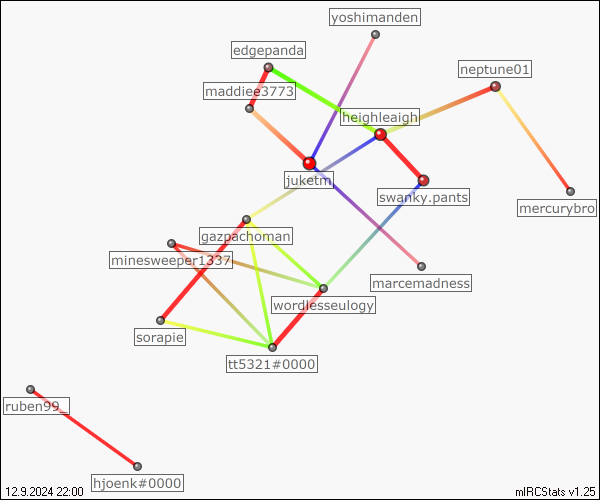 yoshimanden
edgepanda
neptune01
maddiee3773
heighleaigh
juketm
swanky.pants
mercurybro
gazpachoman
minesweeper1337
marcemadness
wordlesseulogy
sorapie
tt5321#0000
ruben99_
hjoenk#0000
12.9.2024 22:00
mIRCStats v1.25